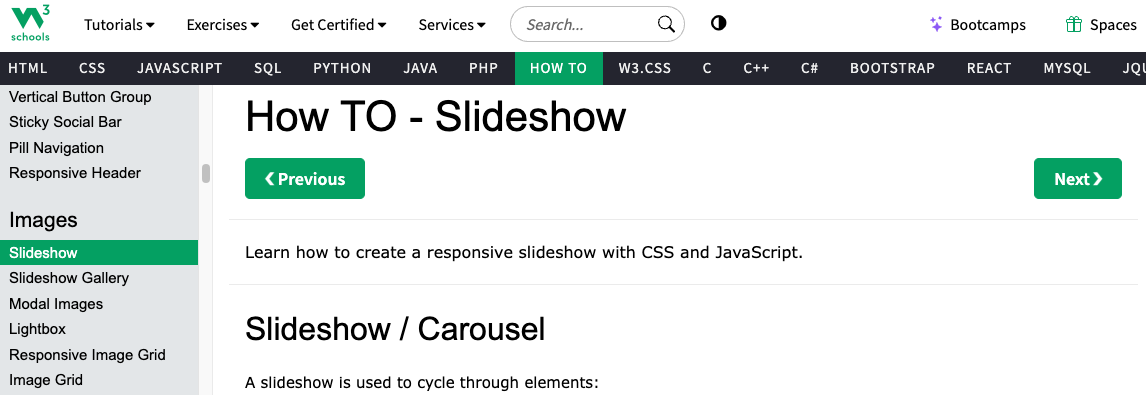 W3
schools
Tutorials
Exercises
Get Certified
Services
Search...
Bootcamps
Spaces
HTML CSS JAVASCRIPT SQL PYTHON JAVA PHP HOW TO W3.CSS C C++ C# BOOTSTRAP REACT MYSQL JQU
Vertical Button Group
Sticky Social Bar
Pill Navigation
Responsive Header
Images
Slideshow
Slideshow Gallery
Modal Images
Lightbox
Responsive Image Grid
Image Grid
How TO - Slideshow
❮ Previous
Next ❯
Learn how to create a responsive slideshow with CSS and JavaScript.
Slideshow / Carousel
A slideshow is used to cycle through elements: